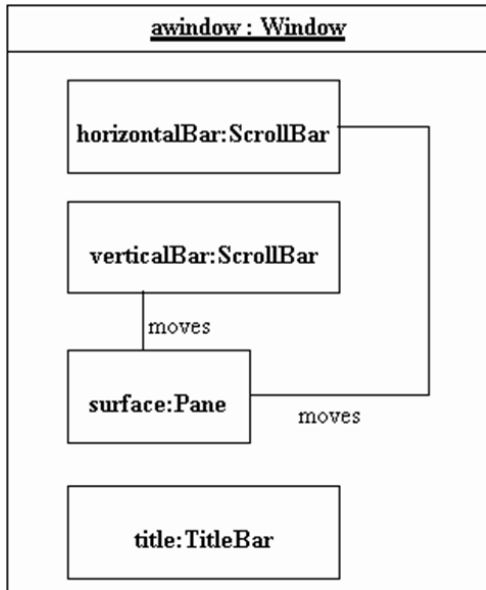 awindow : Window
horizontalBar:ScrollBar
verticalBar:ScrollBar
moves
surface:Pane
moves
title:TitleBar